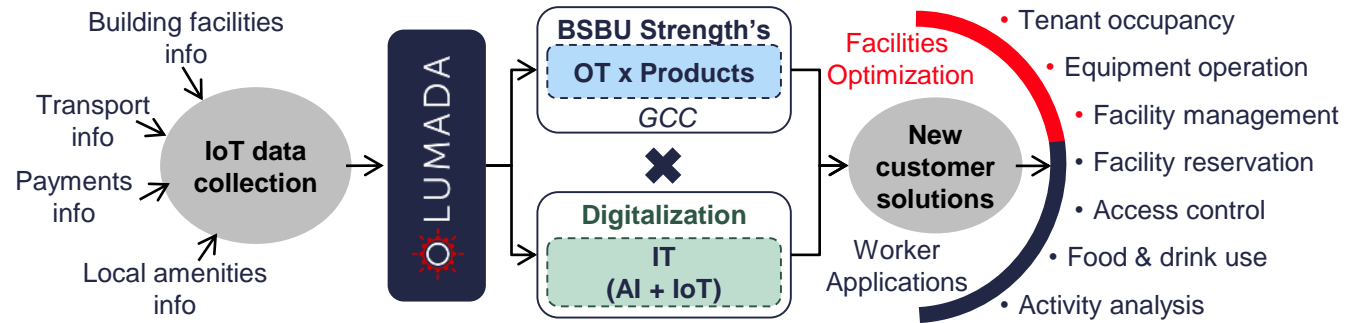 Building facilities
info
Transport
info
Payments
info
Local amenities
info
IoT data
collection
LUMADA
BSBU Strength's
OT x Products
GCC
Digitalization
IT
(AI + IoT)
Facilities
Optimization
New
customer
solutions
Worker
Applications
• Tenant occupancy
• Equipment operation
• Facility management
• Facility reservation
• Access control
• Food & drink use
• Activity analysis